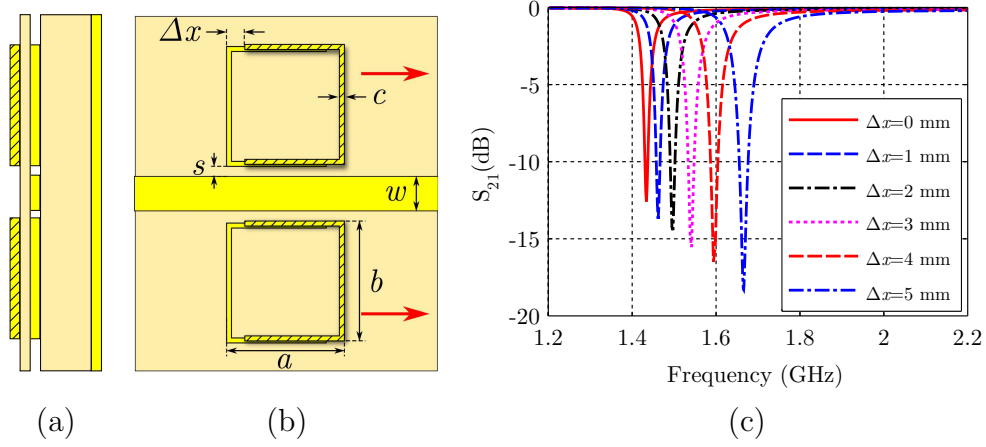 Δx
c
s
w
b
a
(a)
(b)
0
-5
-10
-15
-20
S21(dB)
1.2 1.4 1.6 1.8 2 2.2
Frequency (GHz)
Δx=0 mm
Δx=1 mm
Δx=2 mm
Δx=3 mm
Δx=4 mm
Δx=5 mm
(c)